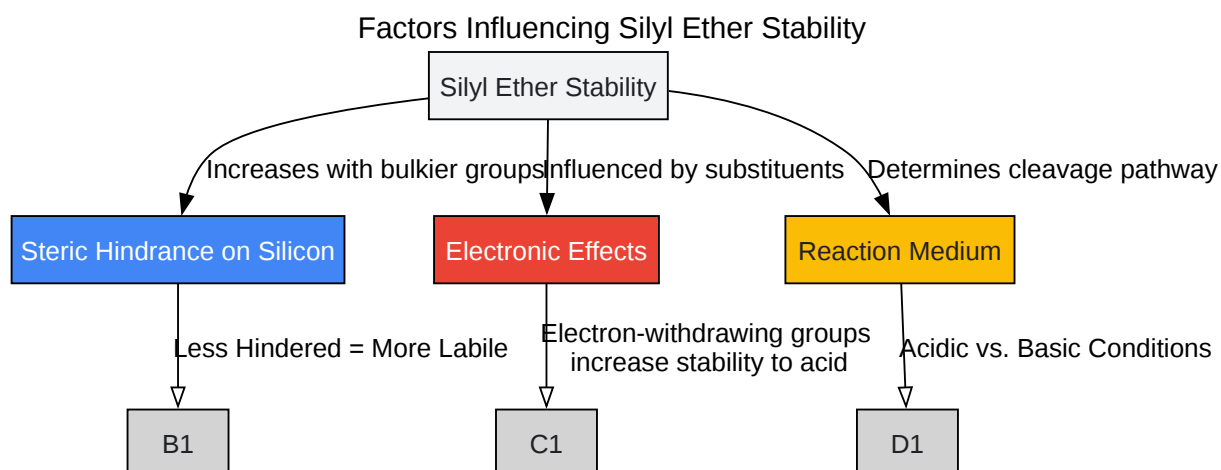 Factors Influencing Silyl Ether Stability
Silyl Ether Stability
Increases with bulkier groups
Influenced by substituents
Determines cleavage pathway
Steric Hindrance on Silicon
Electronic Effects
Reaction Medium
Less Hindered = More Labile
Electron-withdrawing groups
increase stability to acid
Acidic vs. Basic Conditions
B1
C1
D1